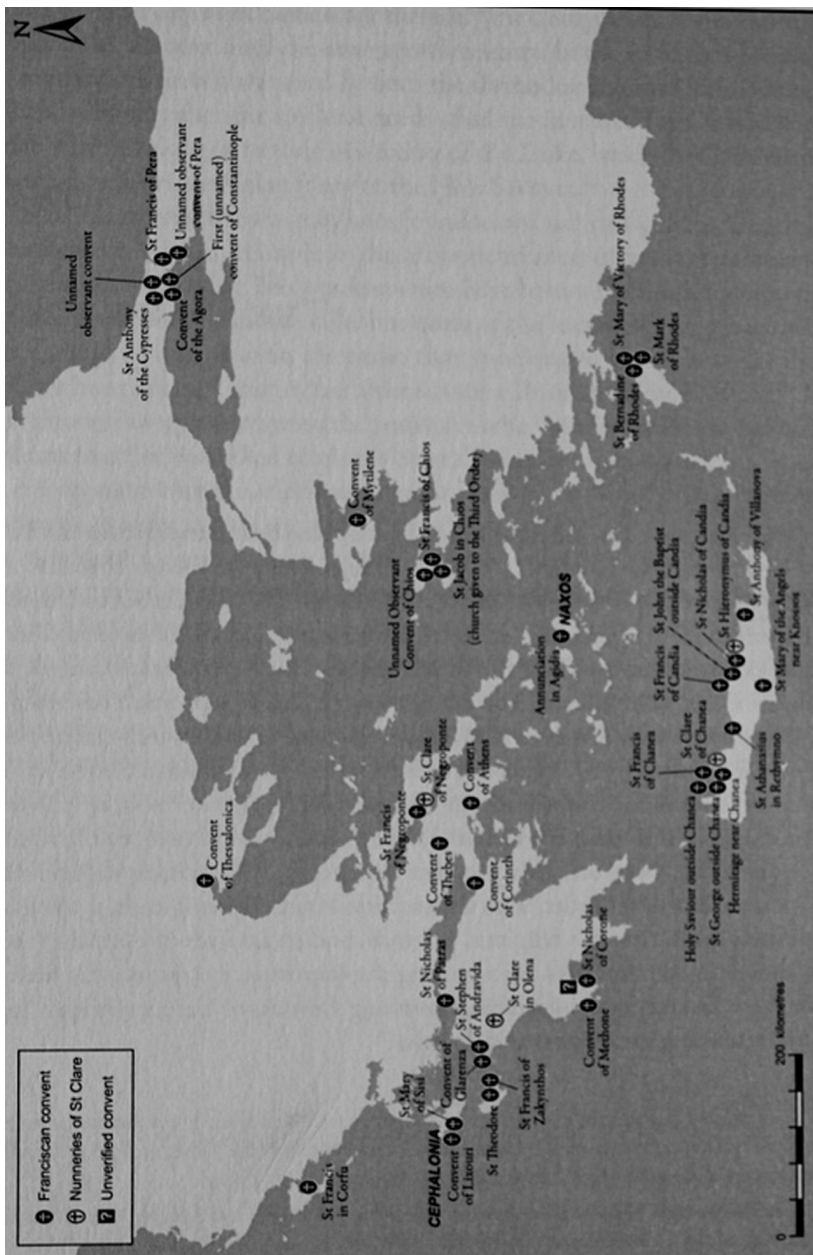 Franciscan convent
Nunneries of St Clare
? Unverified convent
N
St Francis
in Corfu
CEPHALONIA
Convent
of Lixouri
St Mary
of Sisi
Convent of
Glarenza
St Theodore
St Francis of
Zakynthos
St Stephen
of Andravida
St Clare
in Olena
St Nicholas
of Patras
?
Convent
of Methone
St Nicholas
of Corone
Convent
of Thessalonica
St Francis
of Negroponte
St Clare
of Negroponte
Convent
of Thebes
Convent
of Athens
Convent
of Corinth
Unnamed
observant convent
St Anthony
of the Cypresses
St Francis of Pera
Unnamed observant
convent of Pera
First (unnamed)
convent of Constantinople
Convent
of the Agora
Convent
of Mytilene
Unnamed Observant
Convent of Chios
St Francis of Chios
St Jacob in Chaos
(church given to the Third Order)
Annunciation
in Agidia
NAXOS
St Mary of Victory of Rhodes
St Bernadine
of Rhodes
St Mark
of Rhodes
St Francis
of Chanea
St Clare
of Chanea
Holy Saviour outside Chanea
St George outside Chanea
Hermitage near Chanea
St Athanasius
in Rethymno
St Francis
of Candia
St John the Baptist
outside Candia
St Nicholas of Candia
St Hieronymus of Candia
St Anthony of Villanova
St Mary of the Angels
near Knossos
0
200 kilometres